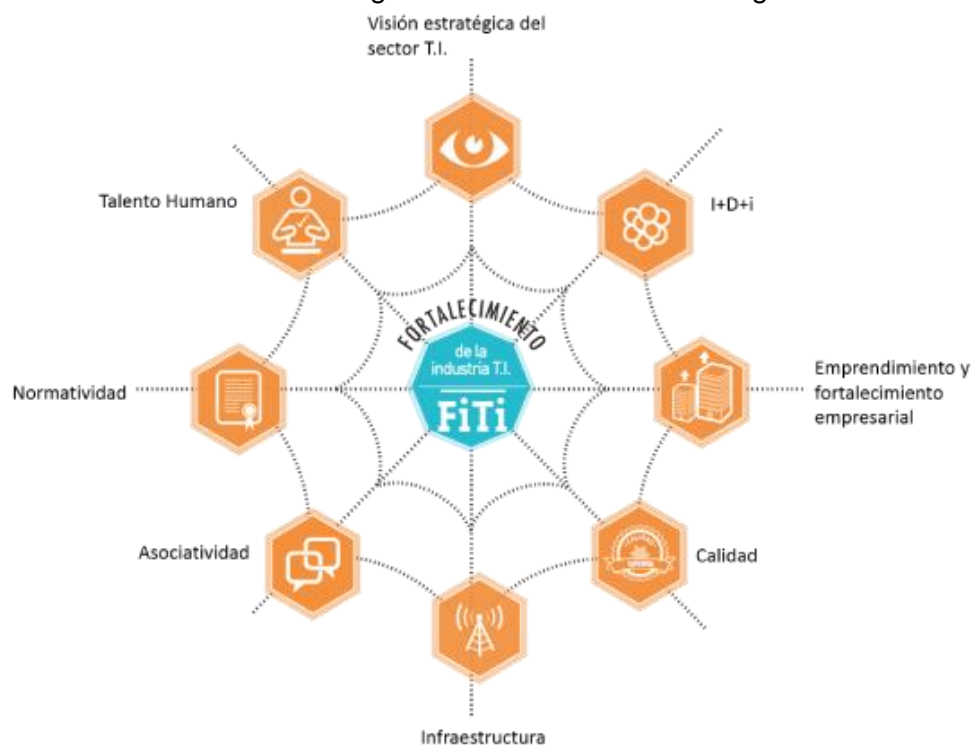 Visión estratégica del
sector T.I.
Talento Humano
I+D+i
FORTALECIMIENTO
de la
industria T.I.
FiTi
Normatividad
Emprendimiento y
fortalecimiento
empresarial
Asociatividad
Calidad
Infraestructura